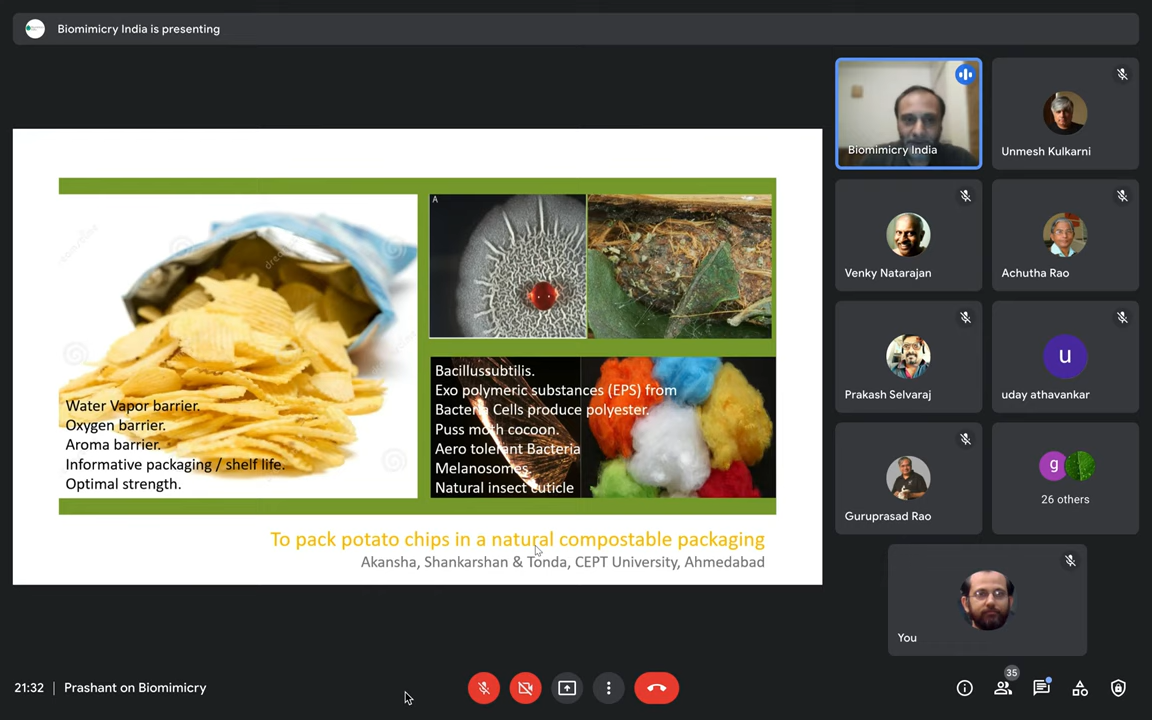 Biomimicry India is presenting
A
Water Vapor barrier.
Oxygen barrier.
Aroma barrier.
Informative packaging / shelf life.
Optimal strength.
Bacillussubtilis.
Exo polymeric substances (EPS) from
Bacteria Cells produce polyester.
Puss moth cocoon.
Aero tolerant Bacteria
Melanosomes.
Natural insect cuticle
To pack potato chips in a natural compostable packaging
Akansha, Shankarshan & Tonda, CEPT University, Ahmedabad
Biomimicry India
Unmesh Kulkarni
Venky Natarajan
Achutha Rao
Prakash Selvaraj
u
uday athavankar
Guruprasad Rao
g
26 others
You
21:32 | Prashant on Biomimicry
35